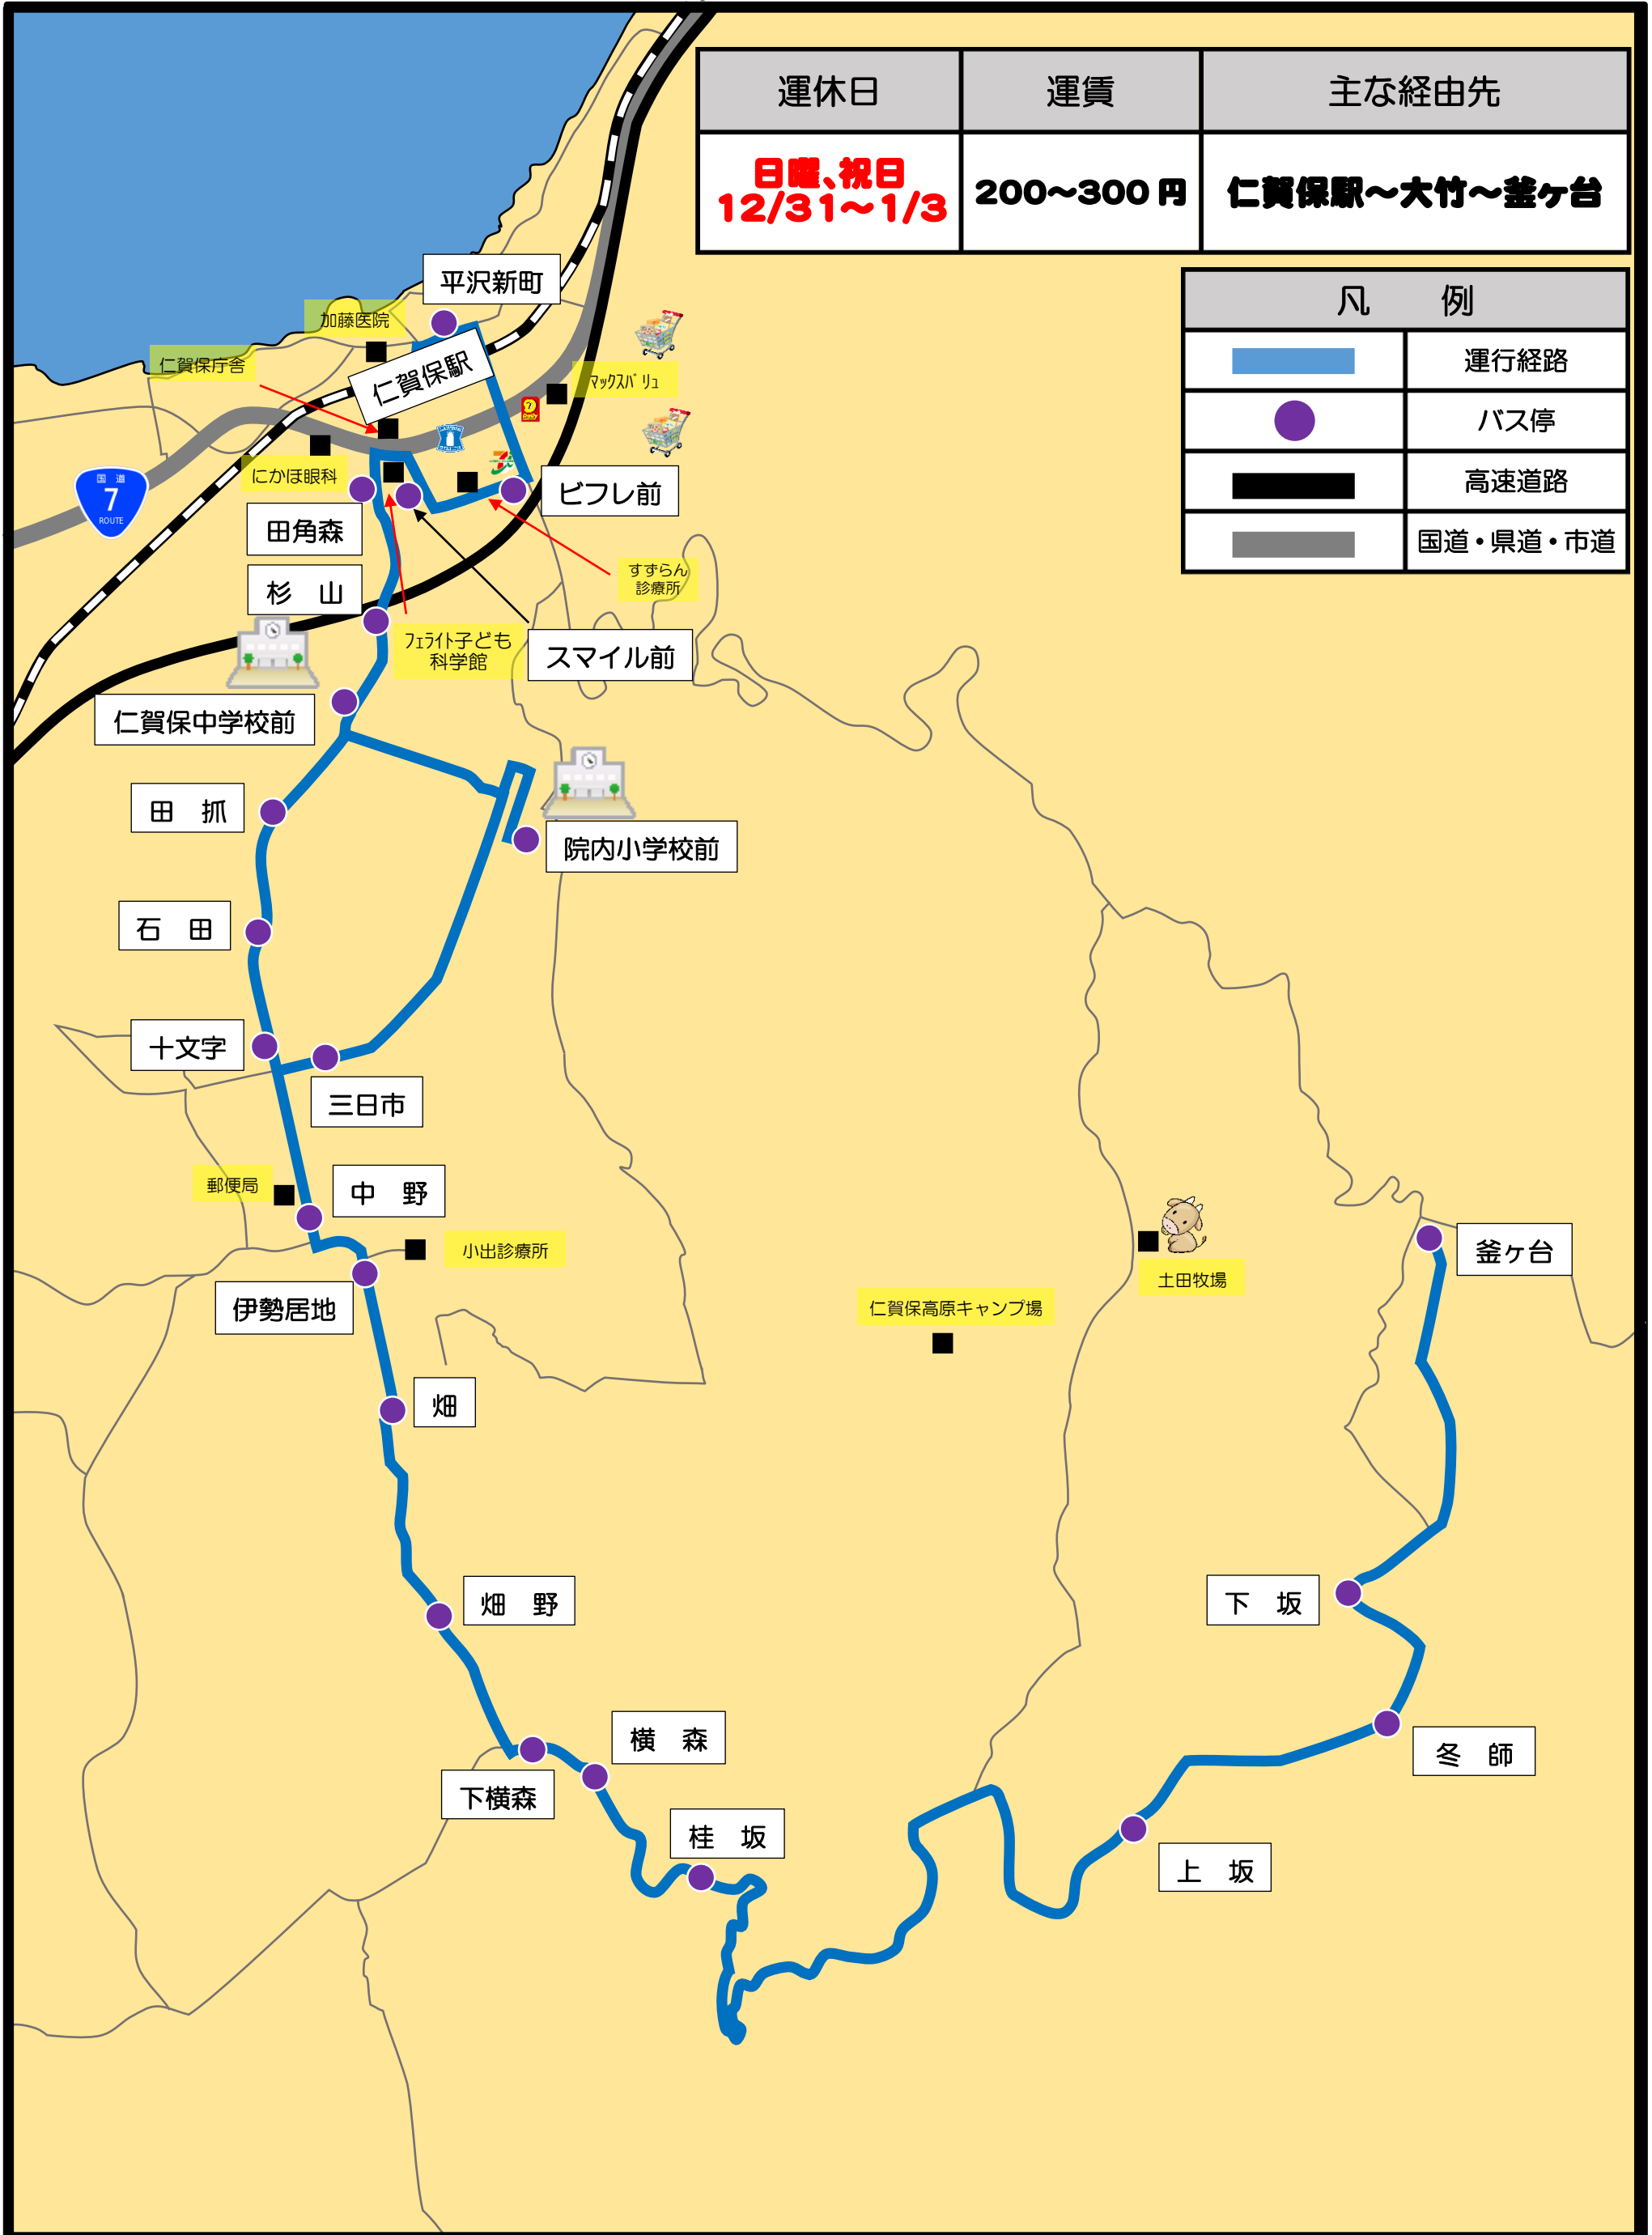 運休日
運賃
主な経由先
日曜、祝日
12/31～1/3
200～300円
仁賀保駅～大竹～釜ヶ台
凡 例
運行経路
バス停
高速道路
国道・県道・市道
平沢新町
加藤医院
仁賀保庁舎
仁賀保駅
ﾏｯｸｽﾊﾞﾘｭ
にかほ眼科
国道
7
ROUTE
ビフレ前
田角森
すずらん
診療所
杉 山
ﾌｪﾗｲﾄ子ども
科学館
スマイル前
仁賀保中学校前
田 抓
院内小学校前
石 田
十文字
三日市
郵便局
中 野
小出診療所
伊勢居地
釜ヶ台
土田牧場
仁賀保高原キャンプ場
畑
畑 野
下 坂
横 森
冬 師
下横森
桂 坂
上 坂